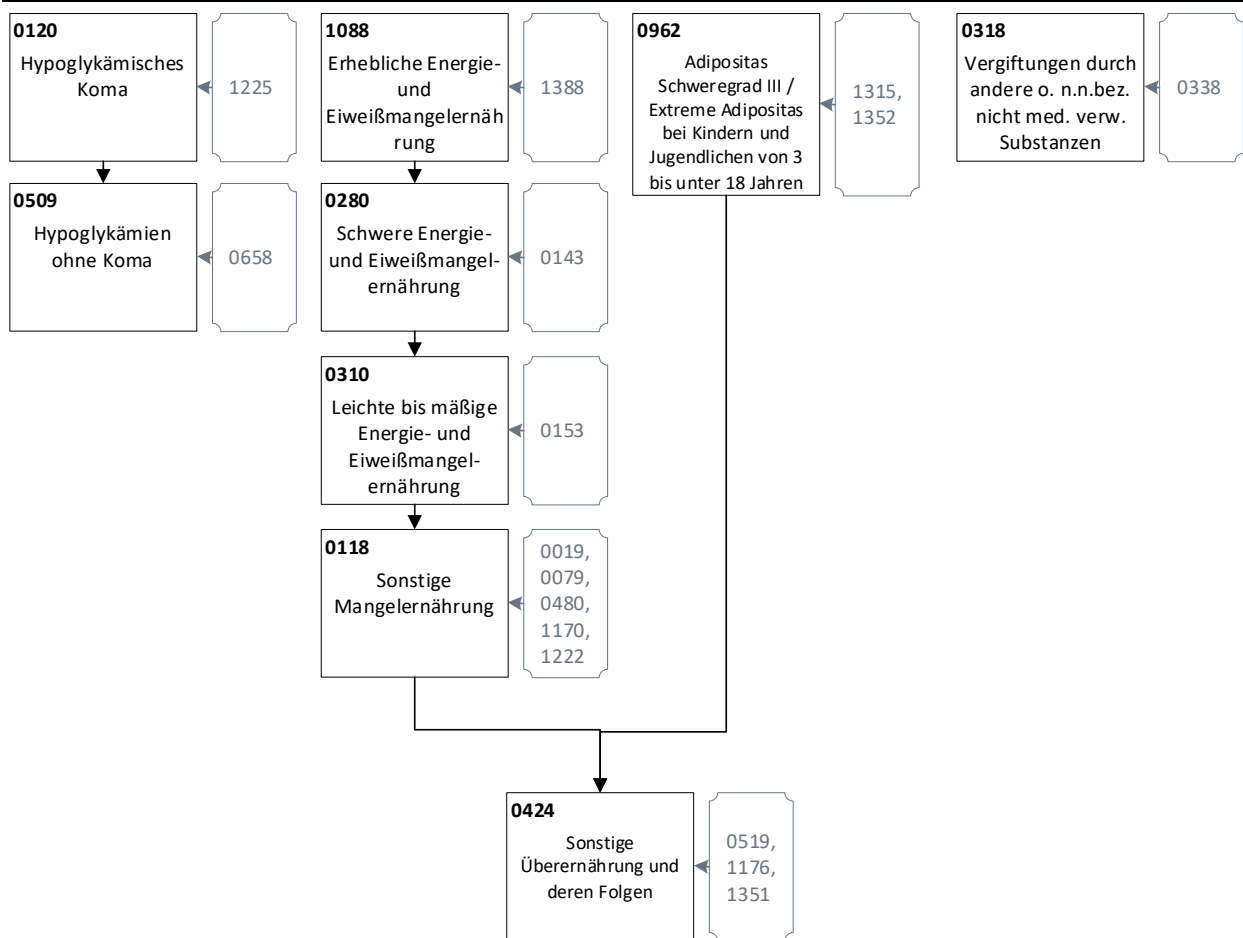 0120
Hypoglykämisches
Koma
1225
1088
Erhebliche Energie-
und
Eiweißmangelernäh
rung
1388
0962
Adipositas
Schweregrad III /
Extreme Adipositas
bei Kindern und
Jugendlichen von 3
bis unter 18 Jahren
1315,
1352
0318
Vergiftungen durch
andere o. n.n.bez.
nicht med. verw.
Substanzen
0338
0509
Hypoglykämien
ohne Koma
0658
0280
Schwere Energie-
und Eiweißmangel-
ernährung
0143
0310
Leichte bis mäßige
Energie- und
Eiweißmangel-
ernährung
0153
0118
Sonstige
Mangelernährung
0019,
0079,
0480,
1170,
1222
0424
Sonstige
Überernährung und
deren Folgen
0519,
1176,
1351